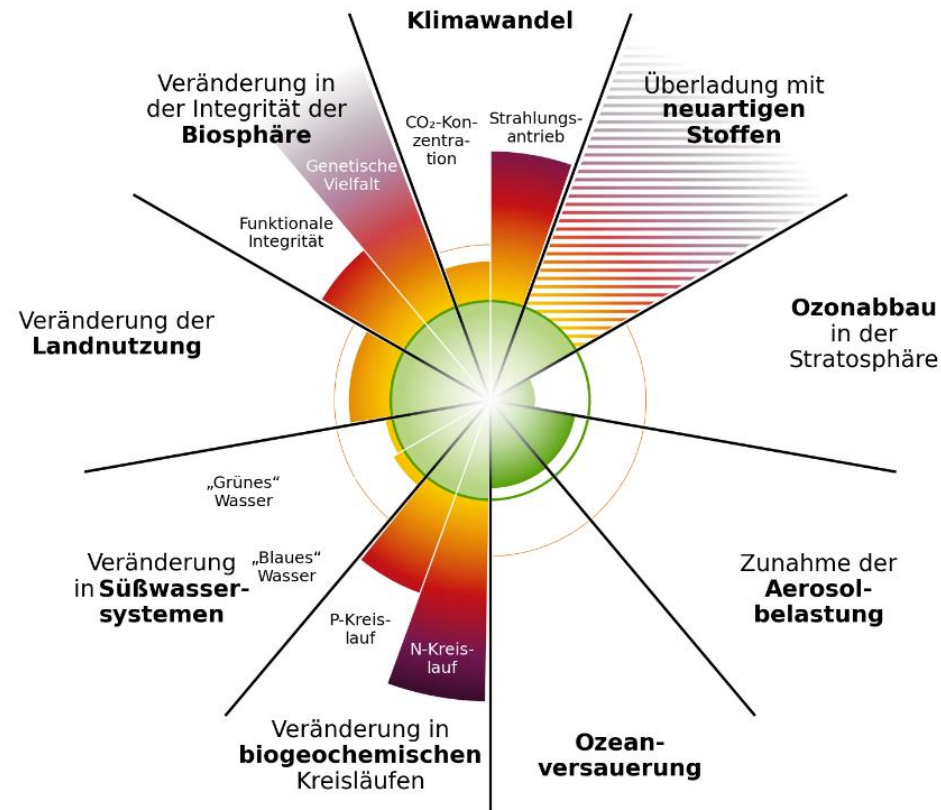 Klimawandel
Veränderung in
der Integrität der
Biosphäre
CO₂-Kon-
zentra-
tion
Strahlungs-
antrieb
Überladung mit
neuartigen
Stoffen
Genetische
Vielfalt
Funktionale
Integrität
Veränderung der
Landnutzung
Ozonabbau
in der
Stratosphäre
„Grünes“
Wasser
Veränderung
in Süßwasser-
systemen
„Blaues“
Wasser
Zunahme der
Aerosol-
belastung
P-Kreis-
lauf
N-Kreis-
lauf
Veränderung in
biogeochemischen
Kreisläufen
Ozean-
versauerung